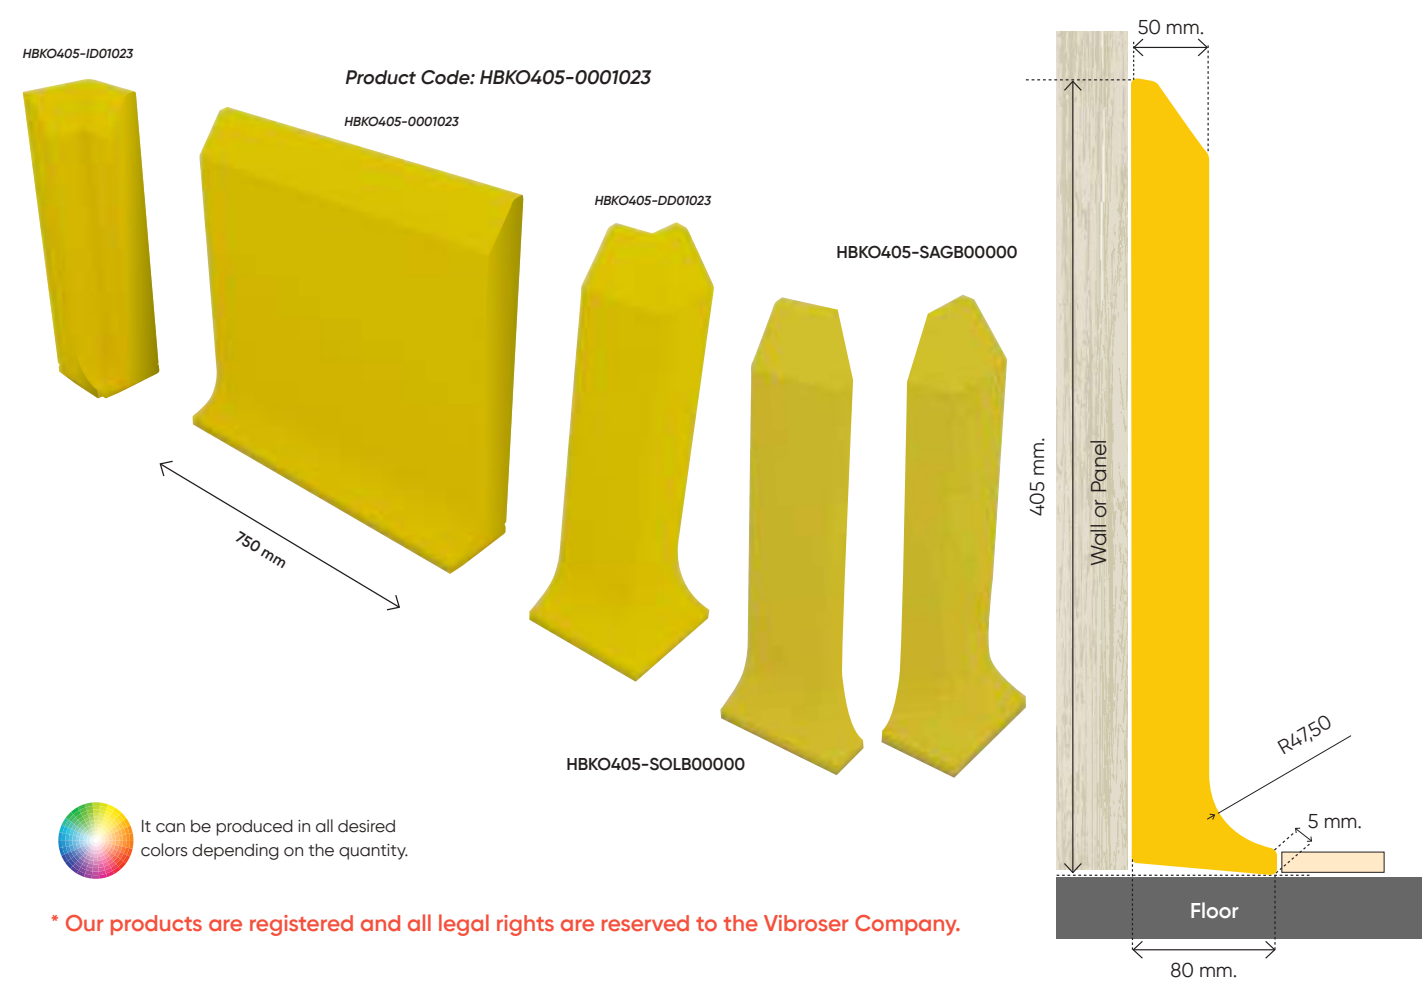 HBKO405-ID01023
Product Code: HBKO405-0001023
HBKO405-0001023
HBKO405-DD01023
HBKO405-SAGB00000
HBKO405-SOLB00000
750 mm
50 mm.
405 mm.
Wall or Panel
R47,50
5 mm.
Floor
80 mm.
It can be produced in all desired
colors depending on the quantity.
* Our products are registered and all legal rights are reserved to the Vibroser Company.